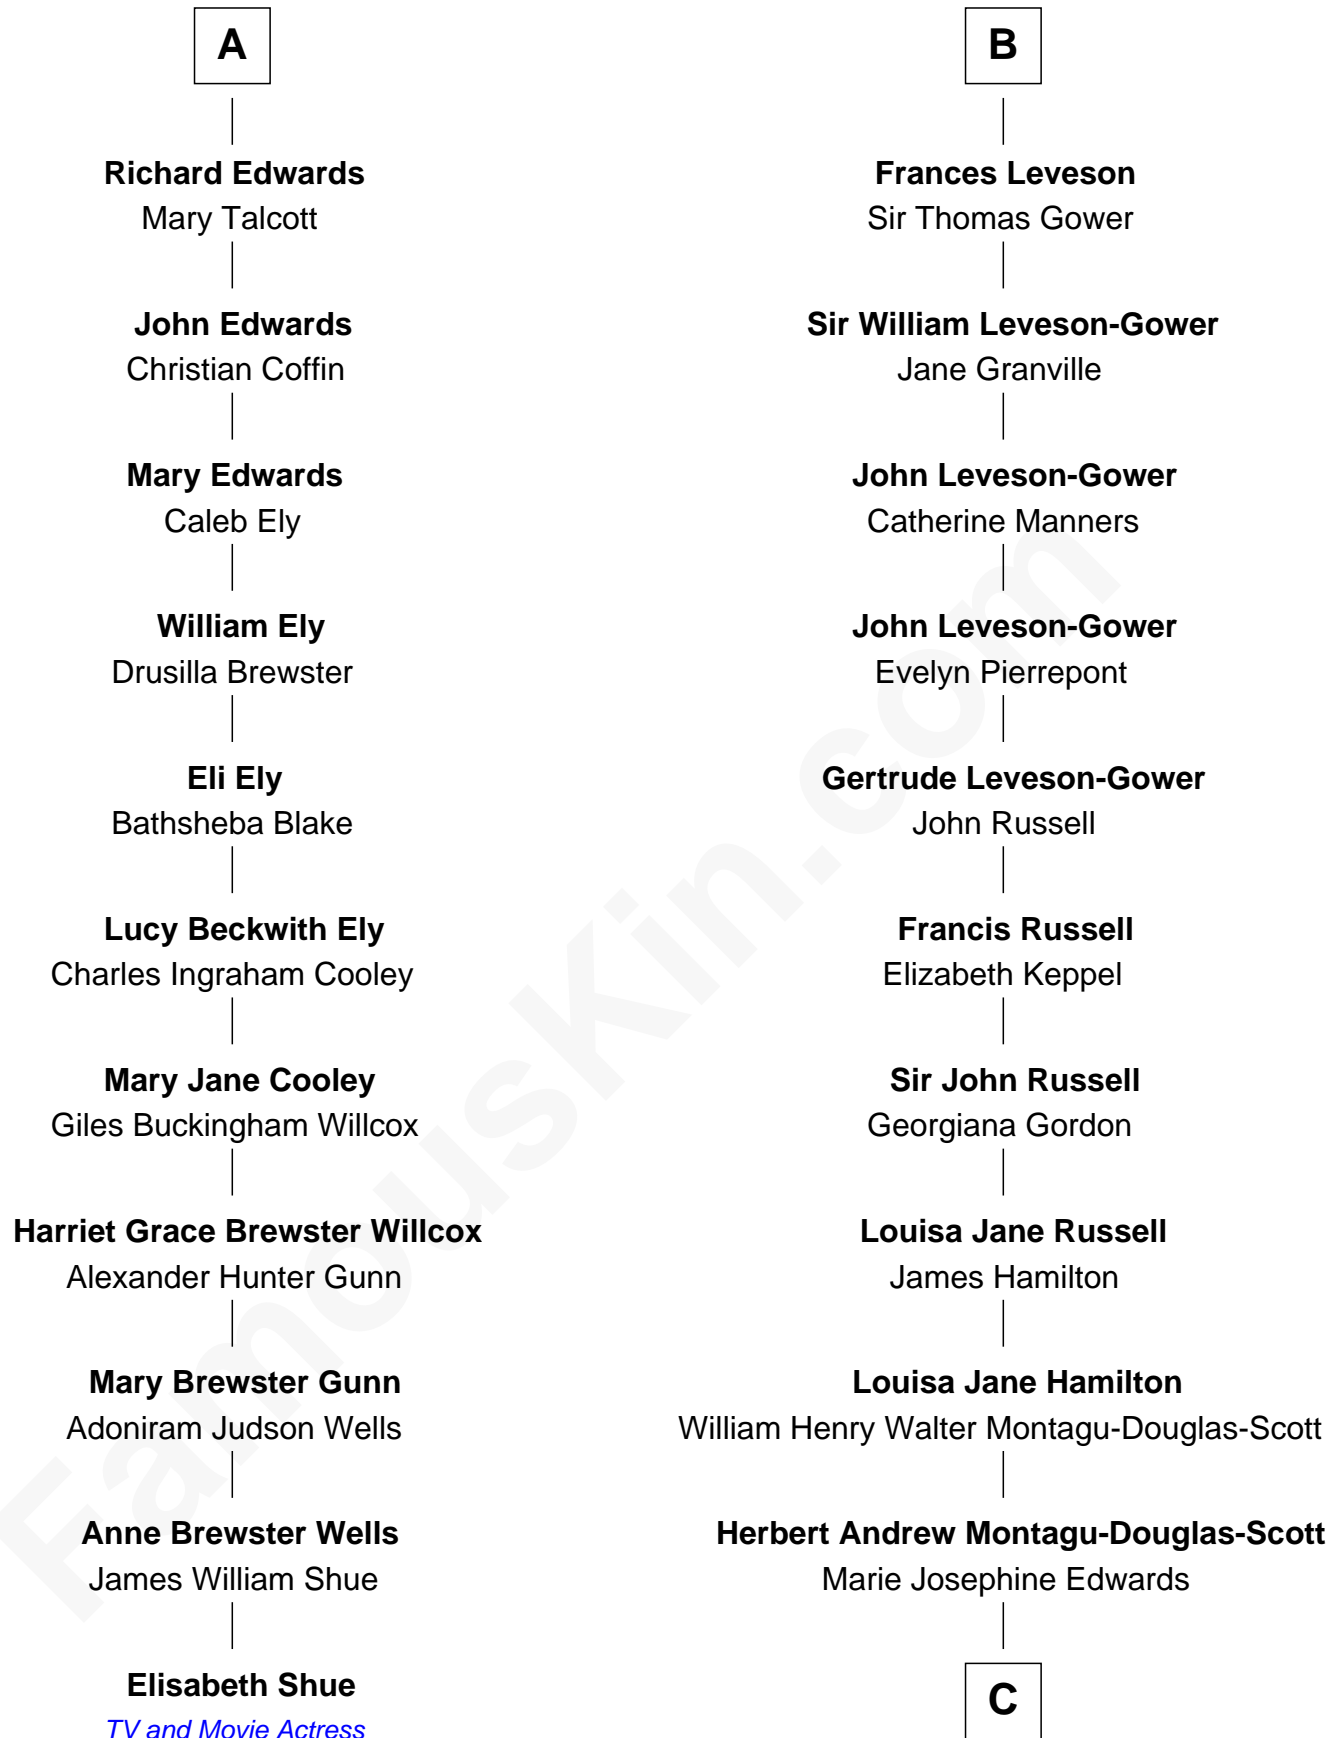 A
Richard Edwards
Mary Talcott
John Edwards
Christian Coffin
Mary Edwards
Caleb Ely
William Ely
Drusilla Brewster
Eli Ely
Bathsheba Blake
Lucy Beckwith Ely
Charles Ingraham Cooley
Mary Jane Cooley
Giles Buckingham Willcox
Harriet Grace Brewster Willcox
Alexander Hunter Gunn
Mary Brewster Gunn
Adoniram Judson Wells
Anne Brewster Wells
James William Shue
Elisabeth Shue
TV and Movie Actress
B
Frances Leveson
Sir Thomas Gower
Sir William Leveson-Gower
Jane Granville
John Leveson-Gower
Catherine Manners
John Leveson-Gower
Evelyn Pierrepont
Gertrude Leveson-Gower
John Russell
Francis Russell
Elizabeth Keppel
Sir John Russell
Georgiana Gordon
Louisa Jane Russell
James Hamilton
Louisa Jane Hamilton
William Henry Walter Montagu-Douglas-Scott
Herbert Andrew Montagu-Douglas-Scott
Marie Josephine Edwards
C
FamousKin.com